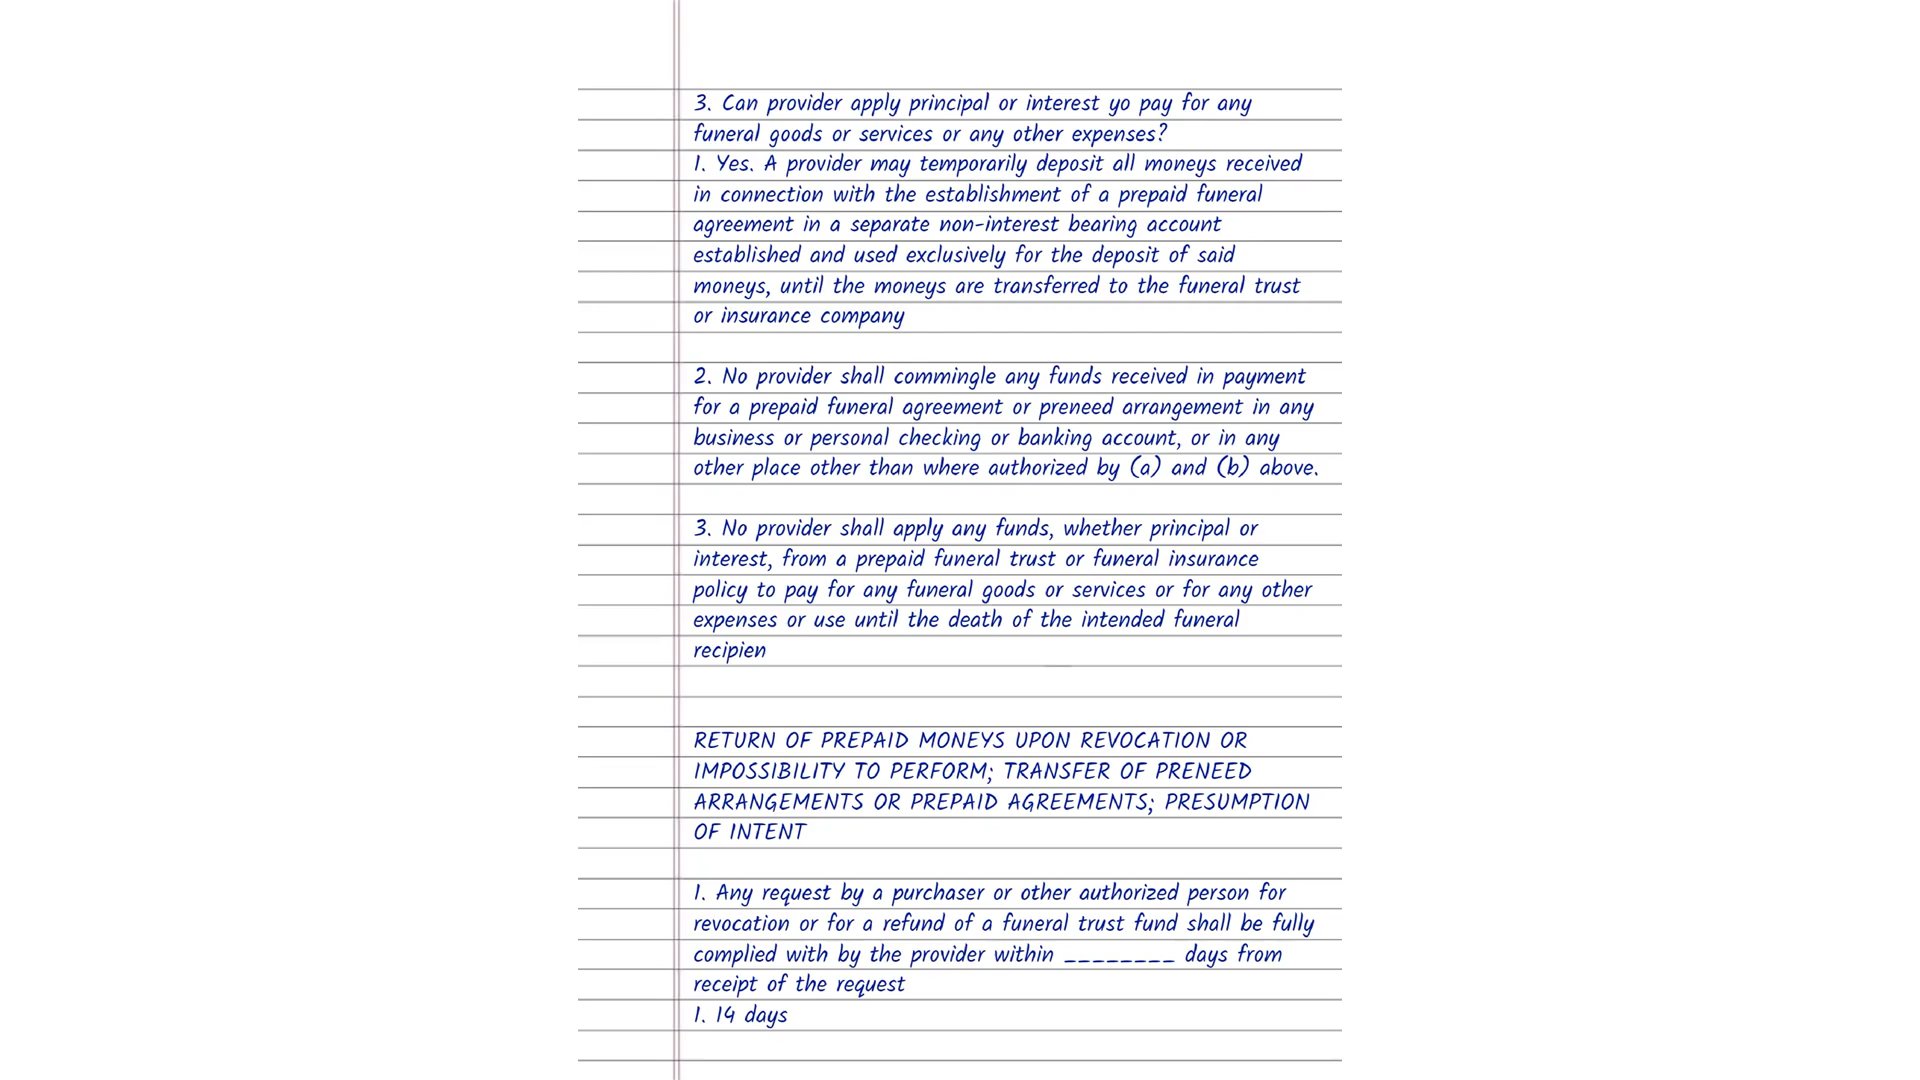 3. Can provider apply principal or interest yo pay for any
funeral goods or services or any other expenses?
1. Yes. A provider may temporarily deposit all moneys received
in connection with the establishment of a prepaid funeral
agreement in a separate non-interest bearing account
established and used exclusively for the deposit of said
moneys, until the moneys are transferred to the funeral trust
or insurance company
2. No provider shall commingle any funds received in payment
for a prepaid funeral agreement or preneed arrangement in any
business or personal checking or banking account, or in any
other place other than where authorized by (a) and (b) above.
3. No provider shall apply any funds, whether principal or
interest, from a prepaid funeral trust or funeral insurance
policy to pay for any funeral goods or services or for any other
expenses or use until the death of the intended funeral
recipien
RETURN OF PREPAID MONEYS UPON REVOCATION OR
IMPOSSIBILITY TO PERFORM; TRANSFER OF PRENEED
ARRANGEMENTS OR PREPAID AGREEMENTS; PRESUMPTION
OF INTENT
1. Any request by a purchaser or other authorized person for
revocation or for a refund of a funeral trust fund shall be fully
complied with by the provider within ________ days from
receipt of the request
1. 14 days